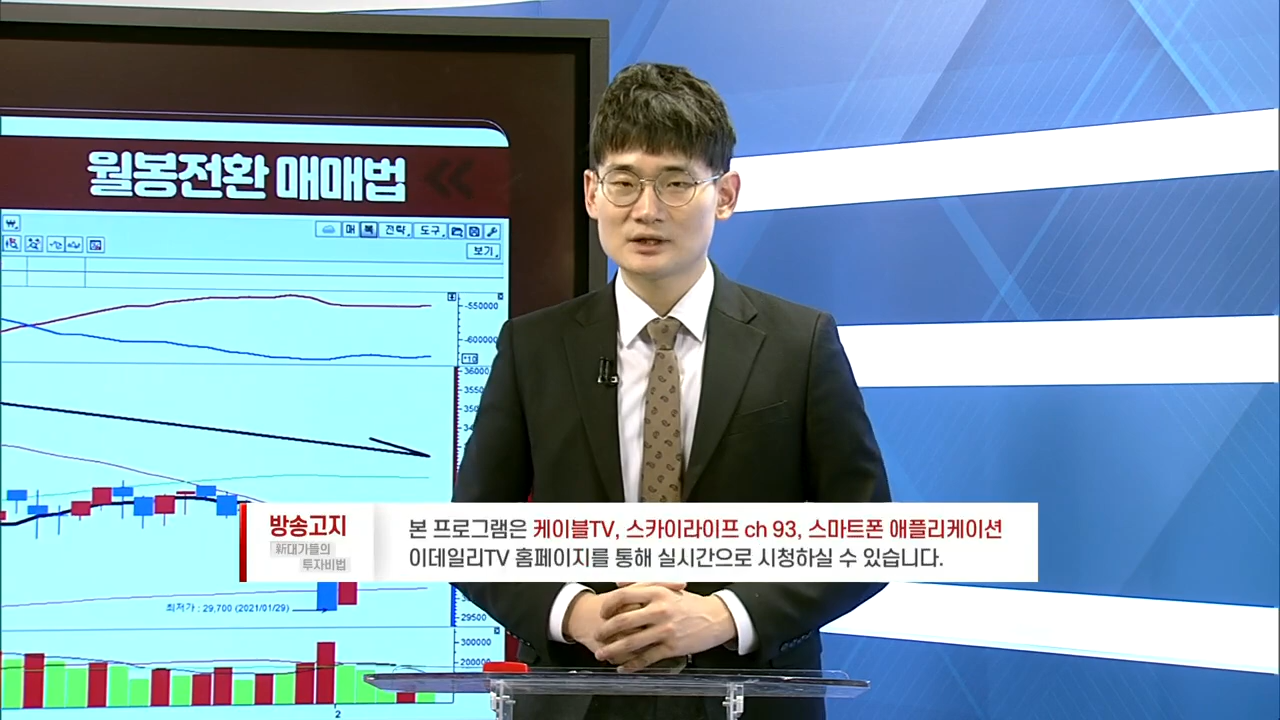 월봉전환 매매법
매 복 전략 도구
보기
-550000
-600000
*10
36000
최저가 : 29,700 (2021/01/29)
29500
300000
200000
2
방송고지
新대가들의
투자비법
본 프로그램은 케이블TV, 스카이라이프 ch 93, 스마트폰 애플리케이션
이데일리TV 홈페이지를 통해 실시간으로 시청하실 수 있습니다.